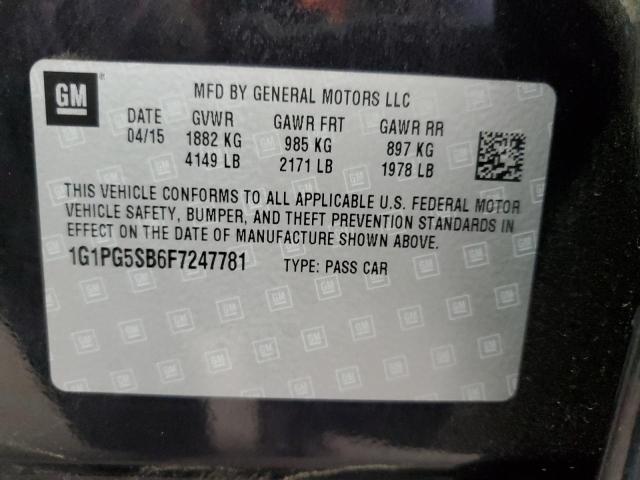 GM
MFD BY GENERAL MOTORS LLC
DATE GVWR GAWR FRT GAWR RR
04/15 1882 KG 985 KG 897 KG
4149 LB 2171 LB 1978 LB
THIS VEHICLE CONFORMS TO ALL APPLICABLE U.S. FEDERAL MOTOR
VEHICLE SAFETY, BUMPER, AND THEFT PREVENTION STANDARDS IN
EFFECT ON THE DATE OF MANUFACTURE SHOWN ABOVE.
1G1PG5SB6F7247781 TYPE: PASS CAR